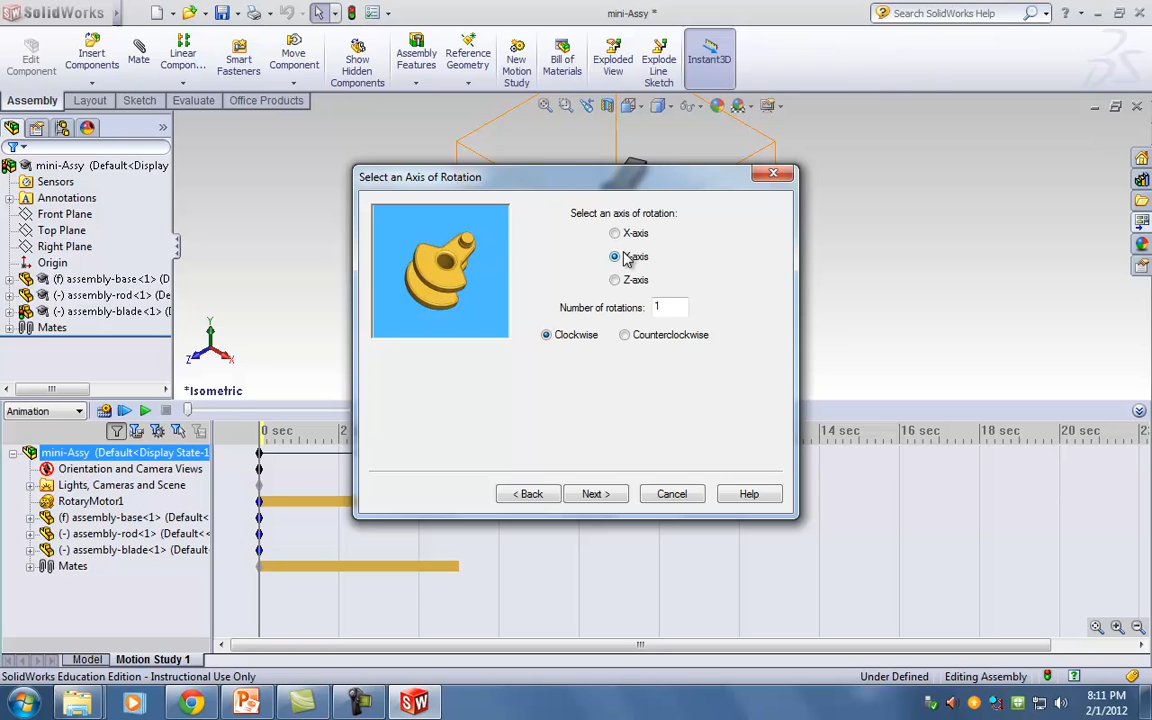 SolidWorks
mini-Assy *
Search SolidWorks Help
Edit Component
Insert Components
Mate
Linear Compon...
Smart Fasteners
Move Component
Show Hidden Components
Assembly Features
Reference Geometry
New Motion Study
Bill of Materials
Exploded View
Explode Line Sketch
Instant3D
Assembly
Layout
Sketch
Evaluate
Office Products
mini-Assy (Default<Display
Sensors
Annotations
Front Plane
Top Plane
Right Plane
Origin
(f) assembly-base<1> (Def
(-) assembly-rod<1> (Defa
(-) assembly-blade<1> (De
Mates
Y
Z
X
*Isometric
Select an Axis of Rotation
Select an axis of rotation:
X-axis
Z-axis
Number of rotations: 1
Clockwise
Counterclockwise
< Back
Next >
Cancel
Help
Animation
0 sec
2
14 sec
16 sec
18 sec
20 sec
22
mini-Assy (Default<Display State-1
Orientation and Camera Views
Lights, Cameras and Scene
RotaryMotor1
(f) assembly-base<1> (Default<
(-) assembly-rod<1> (Default<<
(-) assembly-blade<1> (Default
Mates
Model
Motion Study 1
SolidWorks Education Edition - Instructional Use Only
Under Defined
Editing Assembly
8:11 PM
2/1/2012